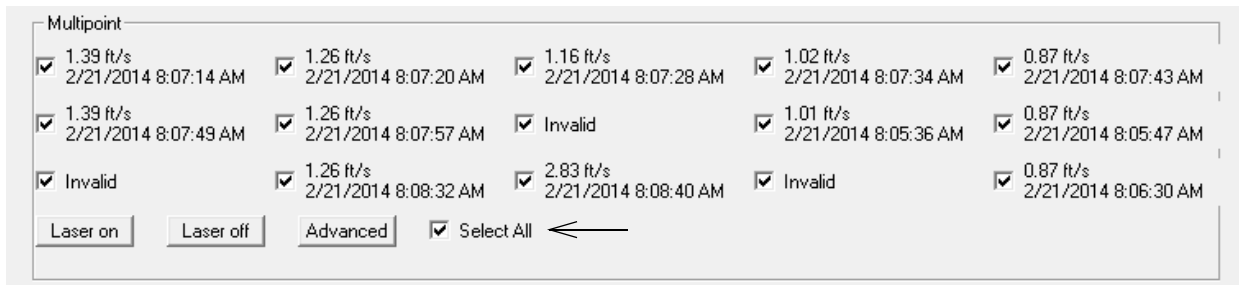 Multipoint
1.39 ft/s 1.26 ft/s 1.16 ft/s 1.02 ft/s 0.87 ft/s
2/21/2014 8:07:14 AM 2/21/2014 8:07:20 AM 2/21/2014 8:07:28 AM 2/21/2014 8:07:34 AM 2/21/2014 8:07:43 AM
1.39 ft/s 1.26 ft/s Invalid 1.01 ft/s 0.87 ft/s
2/21/2014 8:07:49 AM 2/21/2014 8:07:57 AM 2/21/2014 8:05:36 AM 2/21/2014 8:05:47 AM
Invalid 1.26 ft/s 2.83 ft/s Invalid 0.87 ft/s
2/21/2014 8:08:32 AM 2/21/2014 8:08:40 AM 2/21/2014 8:06:30 AM
Laser on Laser off Advanced Select All